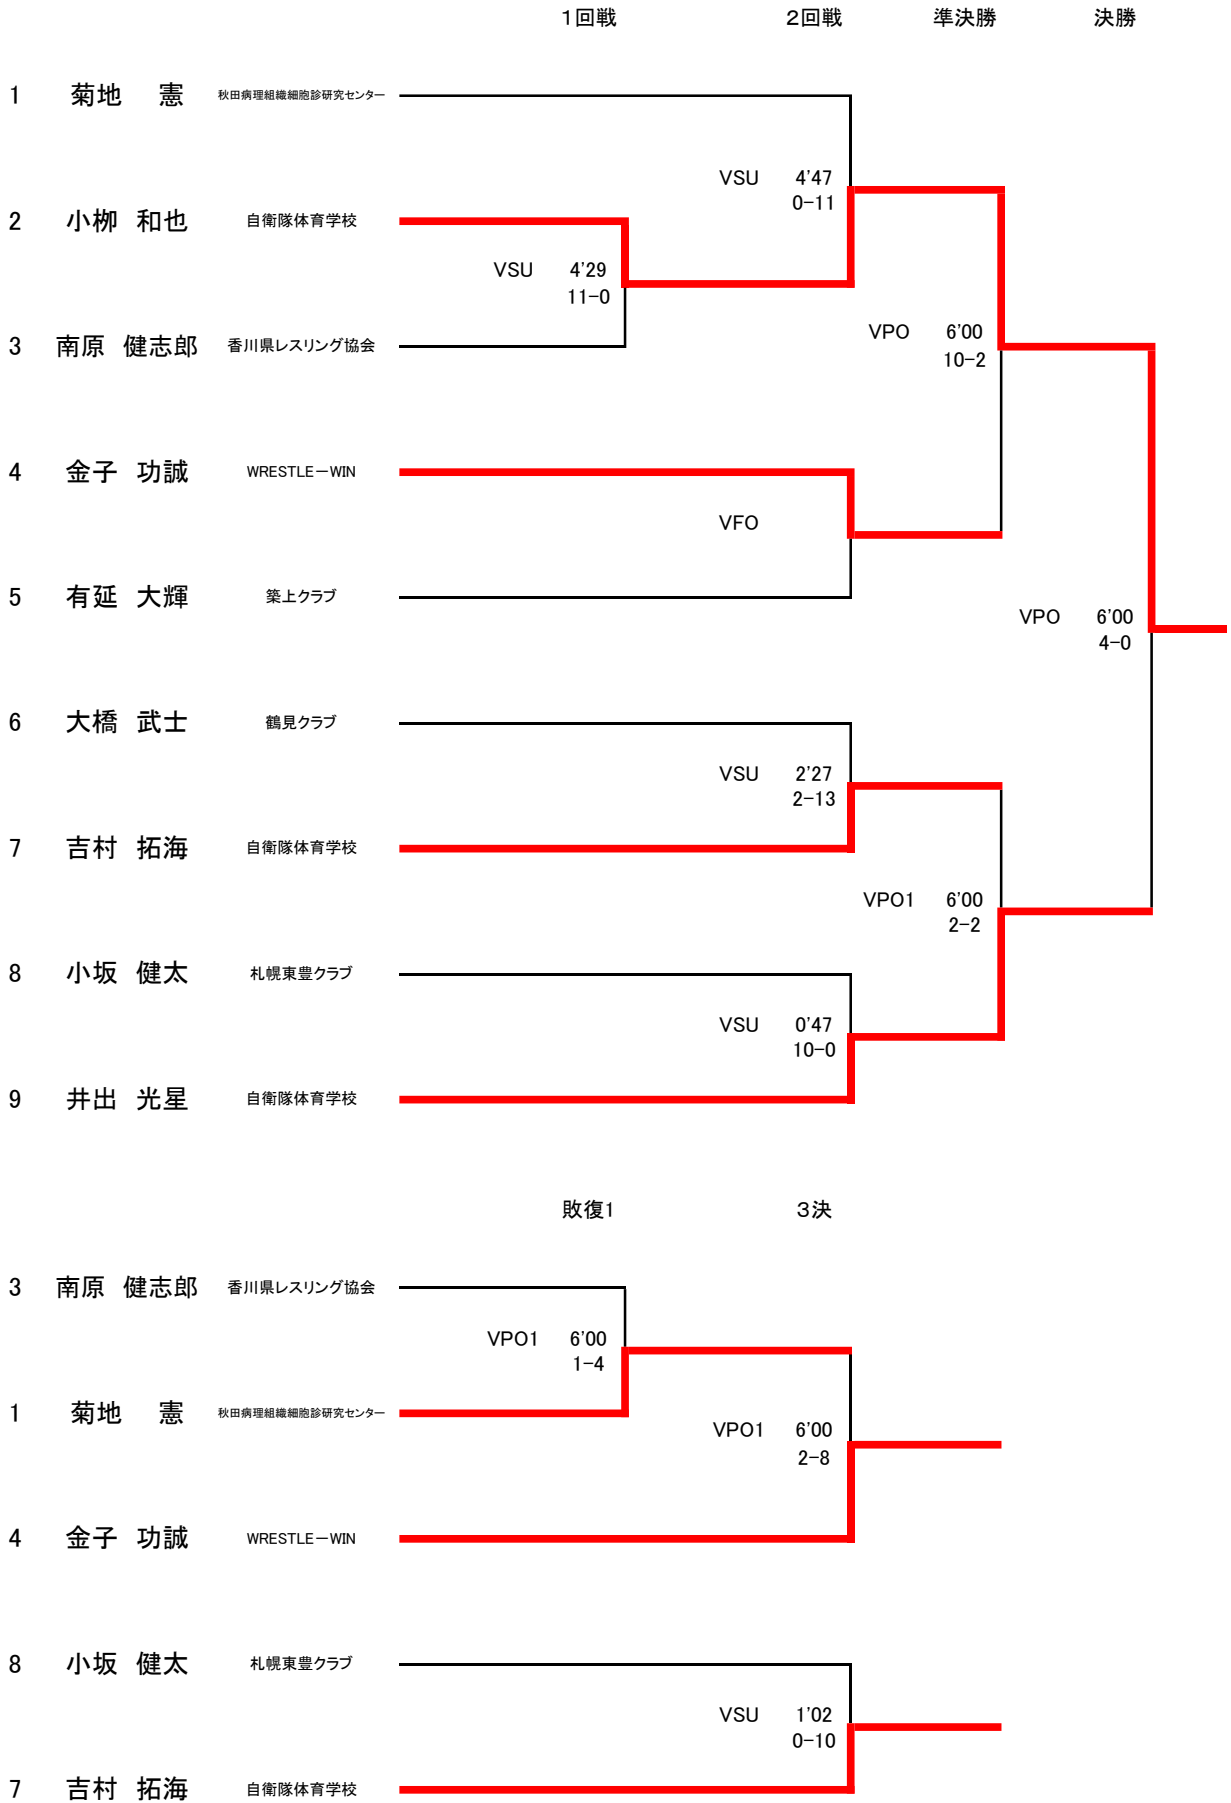 1回戦 2回戦 準決勝 決勝
1 菊地 憲 秋田病理組織細胞診研究センター
VSU 4'47
0-11
2 小栁 和也 自衛隊体育学校
VSU 4'29
11-0
3 南原 健志郎 香川県レスリング協会
VPO 6'00
10-2
4 金子 功誠 WRESTLE－WIN
VFO
5 有延 大輝 築上クラブ
VPO 6'00
4-0
6 大橋 武士 鶴見クラブ
VSU 2'27
2-13
7 吉村 拓海 自衛隊体育学校
VPO1 6'00
2-2
8 小坂 健太 札幌東豊クラブ
VSU 0'47
10-0
9 井出 光星 自衛隊体育学校
敗復1 3決
3 南原 健志郎 香川県レスリング協会
VPO1 6'00
1-4
1 菊地 憲 秋田病理組織細胞診研究センター
VPO1 6'00
2-8
4 金子 功誠 WRESTLE－WIN
8 小坂 健太 札幌東豊クラブ
VSU 1'02
0-10
7 吉村 拓海 自衛隊体育学校